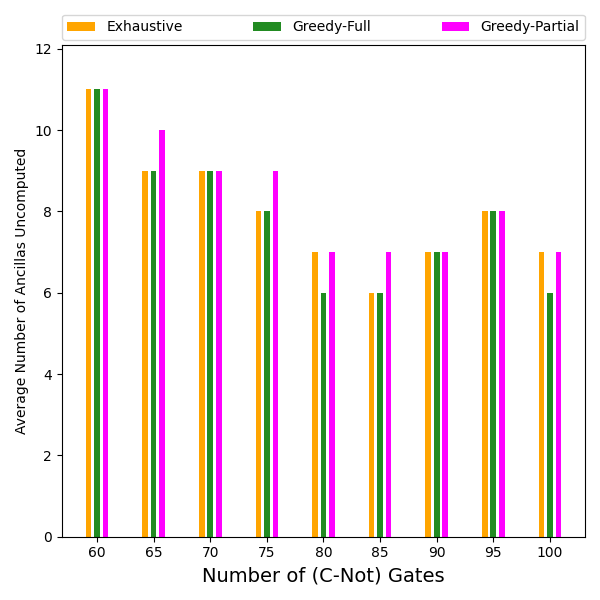 Exhaustive Greedy-Full Greedy-Partial
12
10
8
6
4
2
0
Average Number of Ancillas Uncomputed
60 65 70 75 80 85 90 95 100
Number of (C-Not) Gates